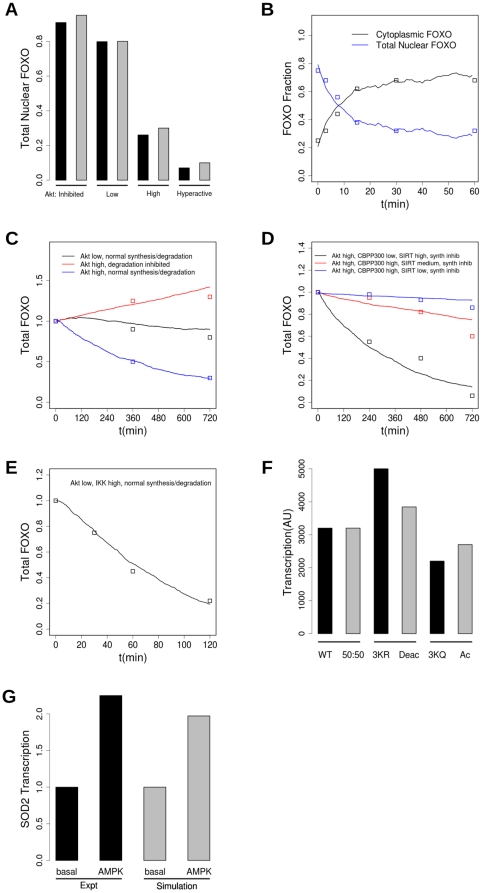 A
Total Nuclear FOXO
0.0
0.2
0.4
0.6
0.8
Akt: Inhibited
Low
High
Hyperactive
B
FOXO Fraction
0.0
0.2
0.4
0.6
0.8
1.0
Cytoplasmic FOXO
Total Nuclear FOXO
0
10
20
30
40
50
60
t(min)
C
Total FOXO
0.0
0.5
1.0
1.5
Akt low, normal synthesis/degradation
Akt high, degradation inhibited
Akt high, normal synthesis/degradation
0
120
240
360
480
600
720
t(min)
D
Total FOXO
0.0
0.2
0.4
0.6
0.8
1.0
1.2
1.4
Akt high, CBPP300 low, SIRT high, synth inhib
Akt high, CBPP300 high, SIRT medium, synth inhib
Akt high, CBPP300 high, SIRT low, synth inhib
0
120
240
360
480
600
720
t(min)
E
Total FOXO
0.0
0.2
0.4
0.6
0.8
1.0
1.2
Akt low, IKK high, normal synthesis/degradation
0
20
40
60
80
100
120
t(min)
F
Transcription(AU)
0
1000
2000
3000
4000
5000
WT
50:50
3KR
Deac
3KQ
Ac
G
SOD2 Transcription
0.0
0.5
1.0
1.5
2.0
basal
AMPK
basal
AMPK
Expt
Simulation